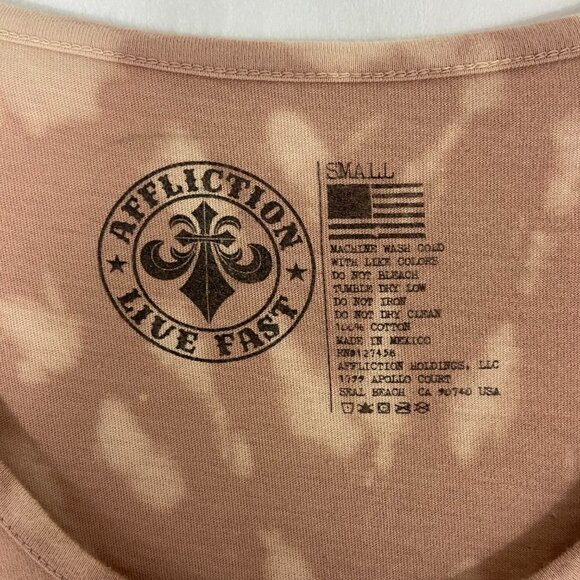 AFFLICTION
LIVE FAST
SMALL
MACHINE WASH COLD
WITH LIKE COLORS
DO NOT BLEACH
TUMBLE DRY LOW
DO NOT IRON
DO NOT DRY CLEAN
100% COTTON
MADE IN MEXICO
RN#127458
AFFLICTION HOLDINGS, LLC
1799 APOLLO COURT
SEAL BEACH, CA 90740 USA